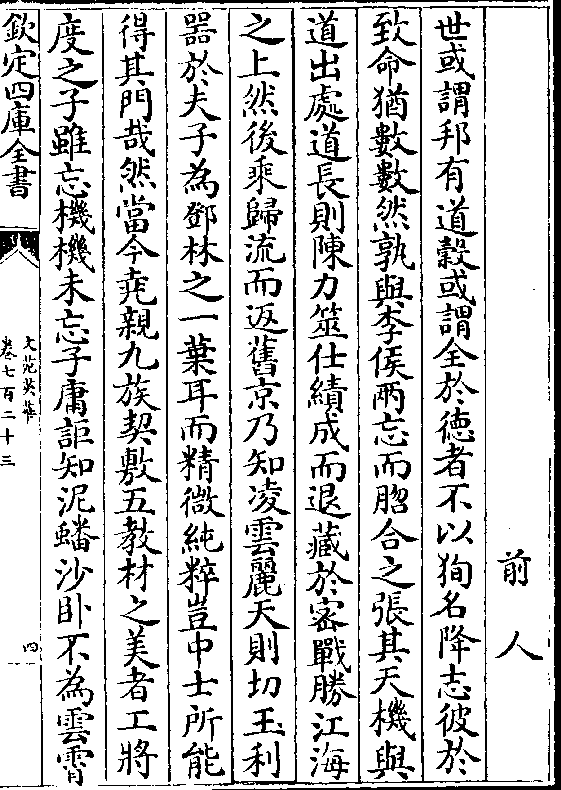 前人
世或謂邦有道榖或謂全於德者不以狥名降志彼於
致命猶數數然孰與李侯兩忘而脗合之張其天機與
道出處道長則陳力筮仕績成而退藏於宻戰勝江海
之上然後乘歸流而返舊京乃知凌雲麗天則切玉利
器於夫子為鄧林之一葉耳而精微純粹豈中士所能
得其門哉然當今堯親九族契敷五教材之美者工將
度之子雖忘機機未忘子庸詎知泥蟠沙卧不為雲霄
欽定四庫全書
文苑英華
卷七百二十三
四